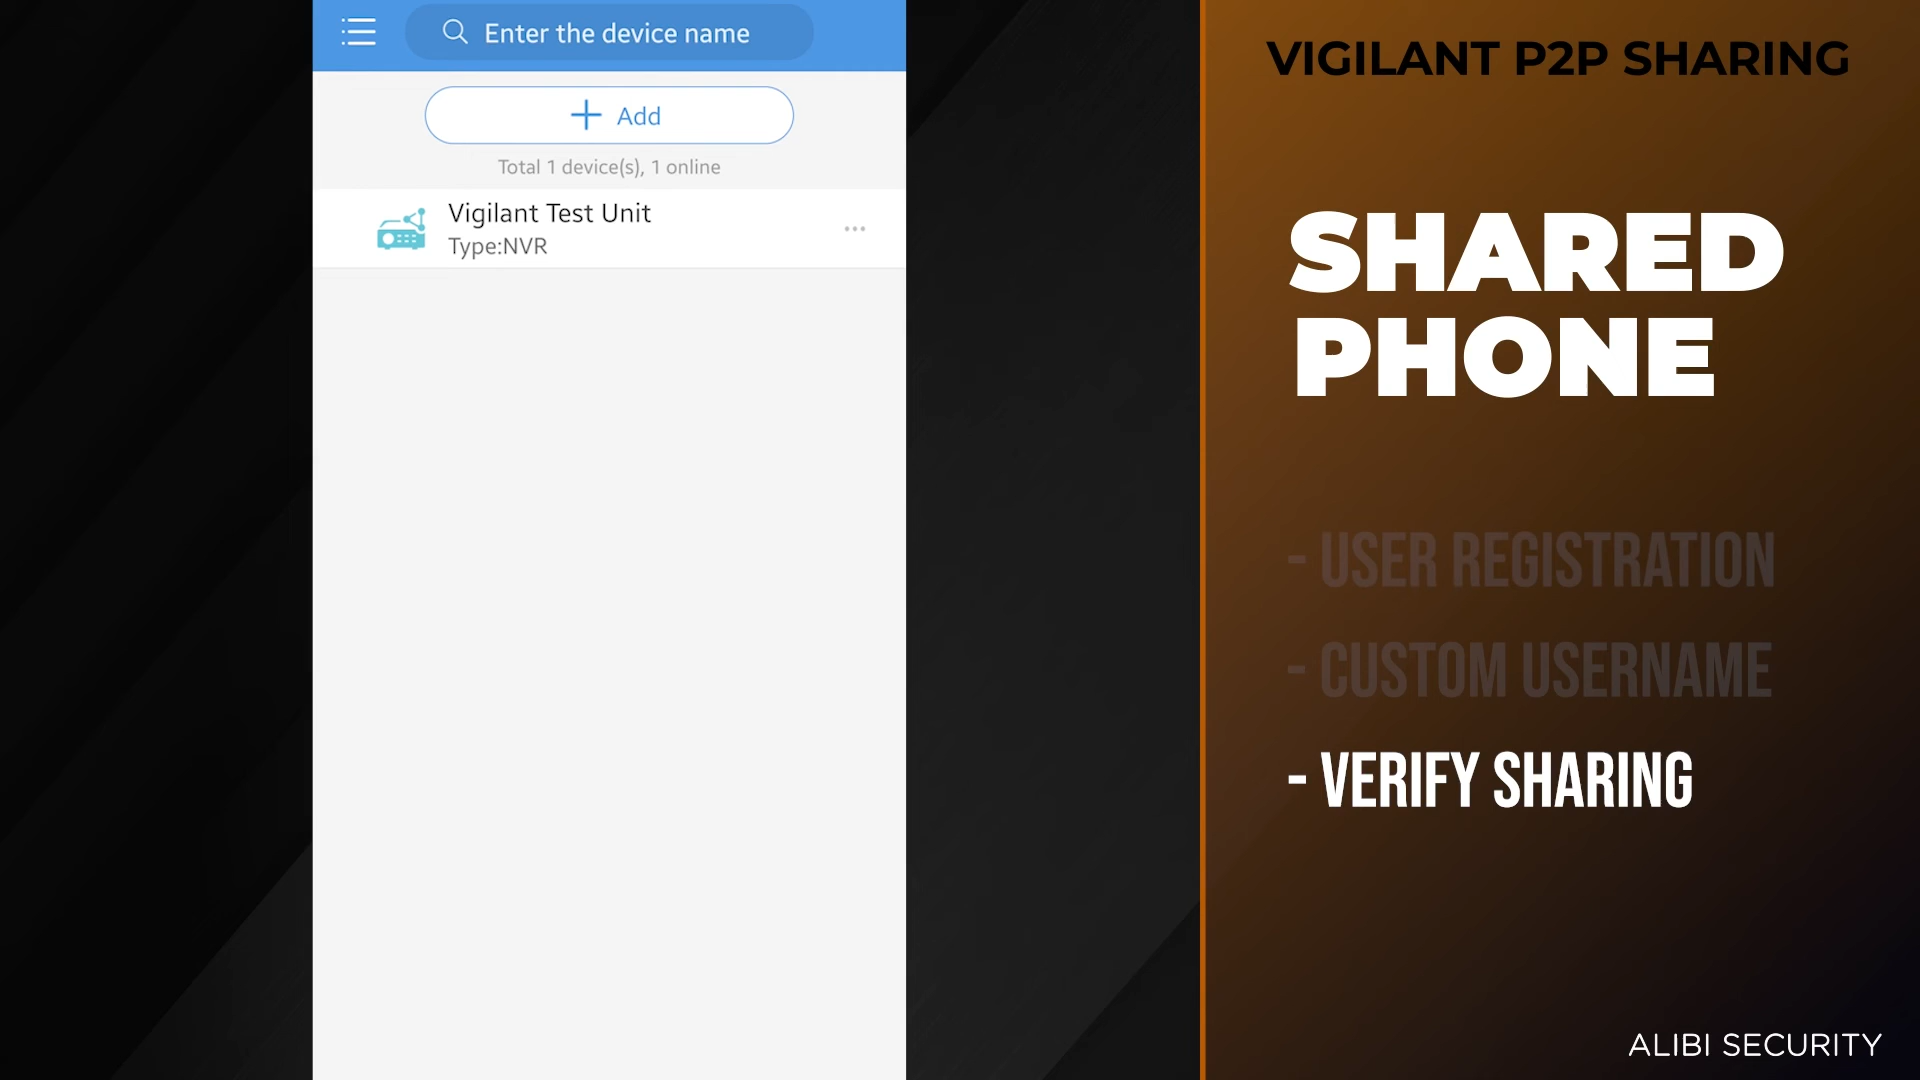 Enter the device name
Add
Total 1 device(s), 1 online
Vigilant Test Unit
Type:NVR
VIGILANT P2P SHARING
SHARED
PHONE
- USER REGISTRATION
- CUSTOM USERNAME
- VERIFY SHARING
ALIBI SECURITY